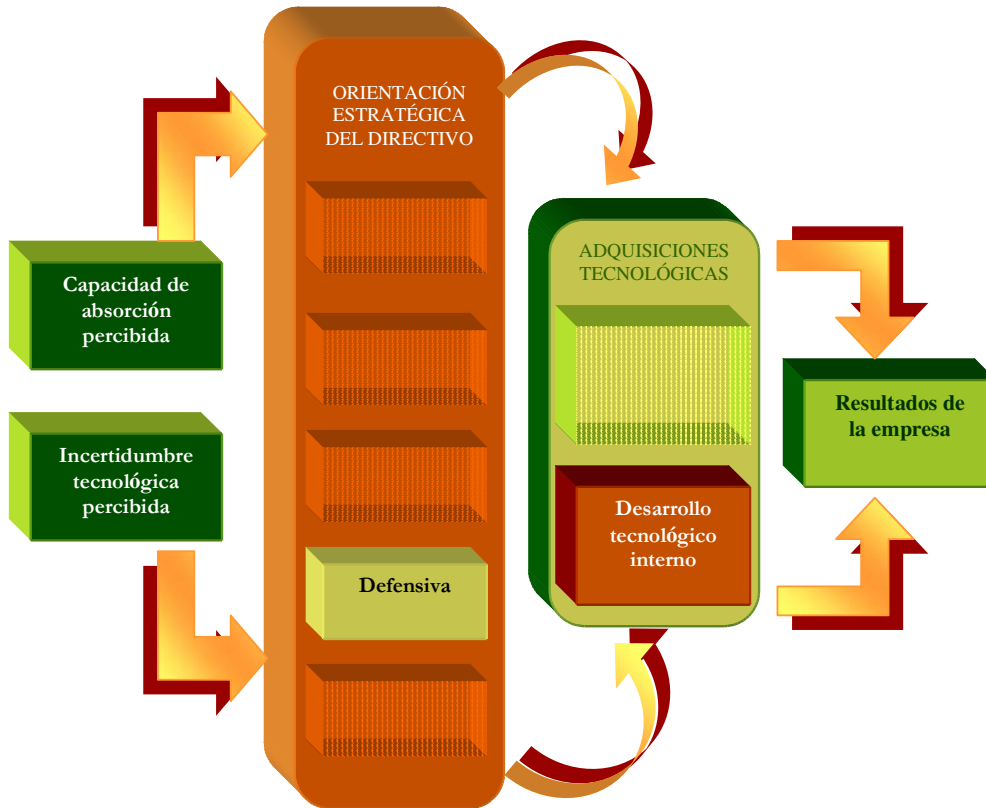 ORIENTACIÓN
ESTRATÉGICA
DEL DIRECTIVO
Capacidad de
absorción
percibida
Incertidumbre
tecnológica
percibida
Defensiva
ADQUISICIONES
TECNOLÓGICAS
Desarrollo
tecnológico
interno
Resultados de
la empresa